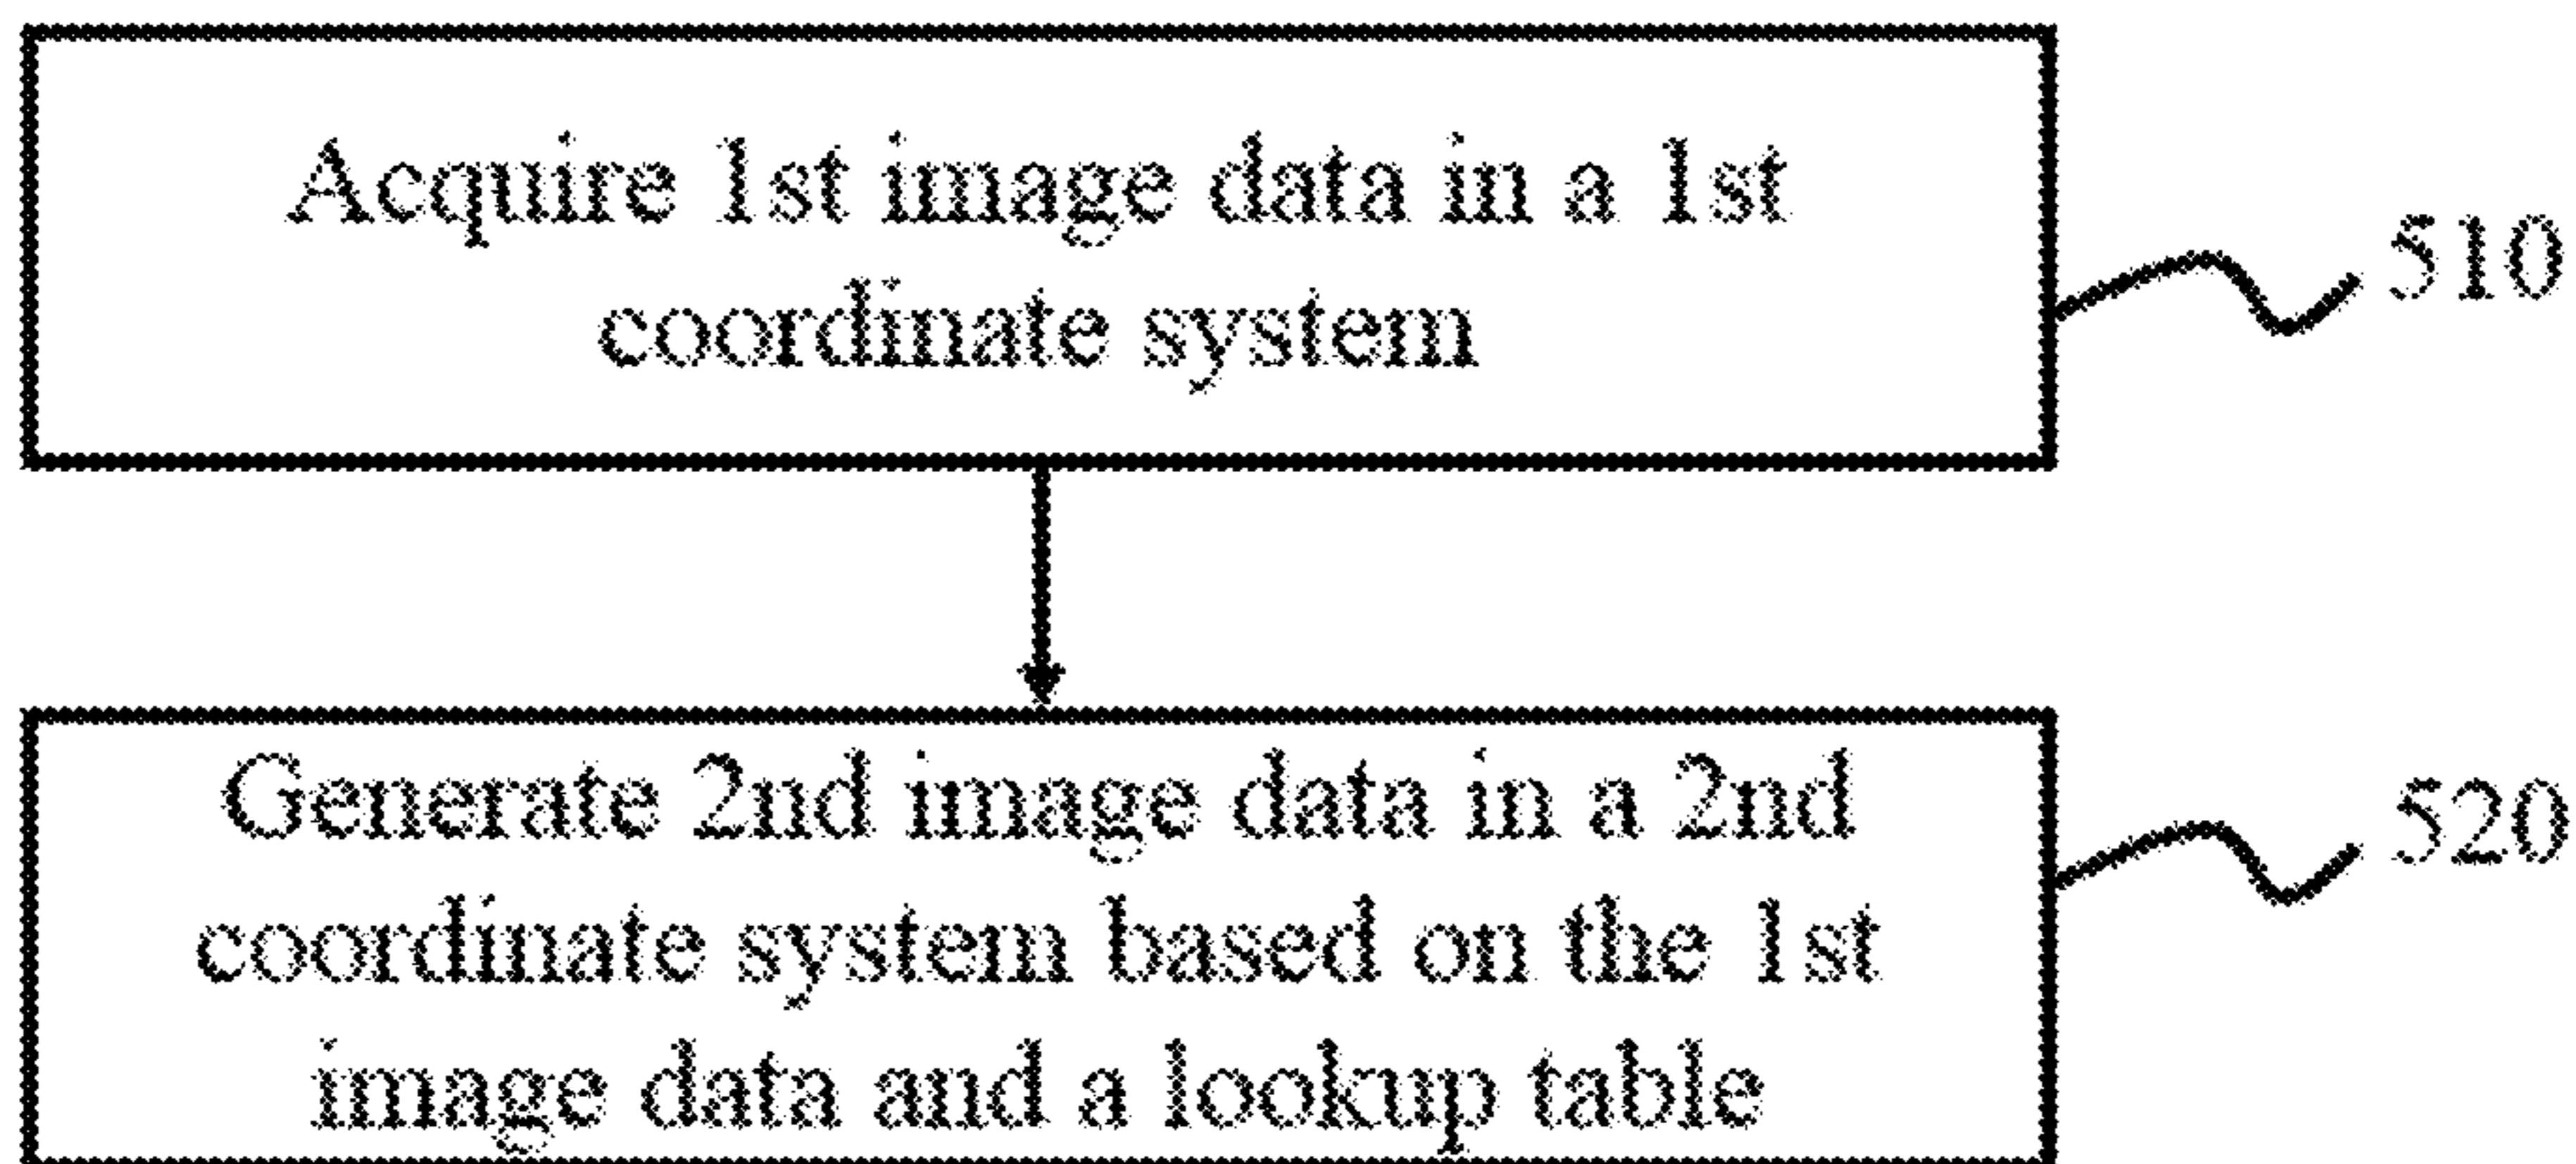 Acquire 1st image data in a 1st
coordinate system
510
Generate 2nd image data in a 2nd
coordinate system based on the 1st
image data and a lookup table
520